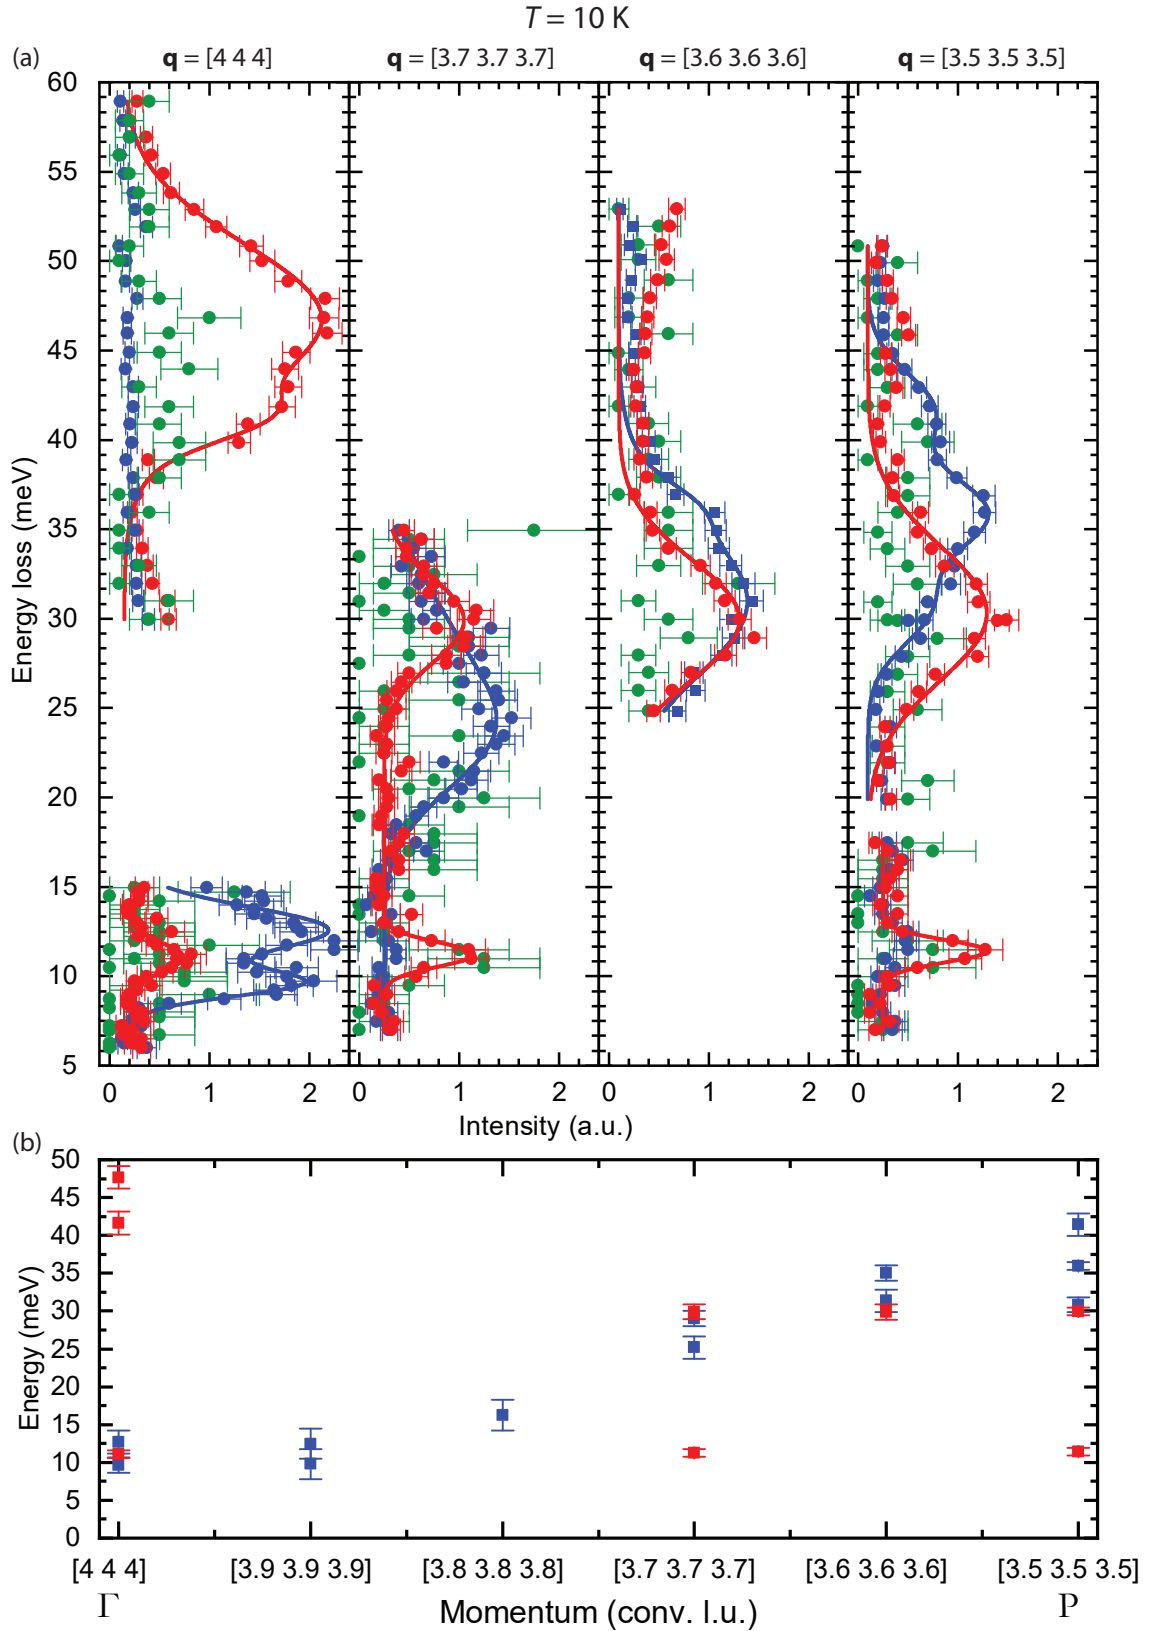 T = 10 K
(a)
q = [4 4 4] q = [3.7 3.7 3.7] q = [3.6 3.6 3.6] q = [3.5 3.5 3.5]
60
55
50
45
40
35
30
25
20
15
10
5
Energy loss (meV)
0 1 2 0 1 2 0 1 2 0 1 2
Intensity (a.u.)
(b)
50
45
40
35
30
25
20
15
10
5
0
Energy (meV)
[4 4 4] [3.9 3.9 3.9] [3.8 3.8 3.8] [3.7 3.7 3.7] [3.6 3.6 3.6] [3.5 3.5 3.5]
Γ Momentum (conv. l.u.) P